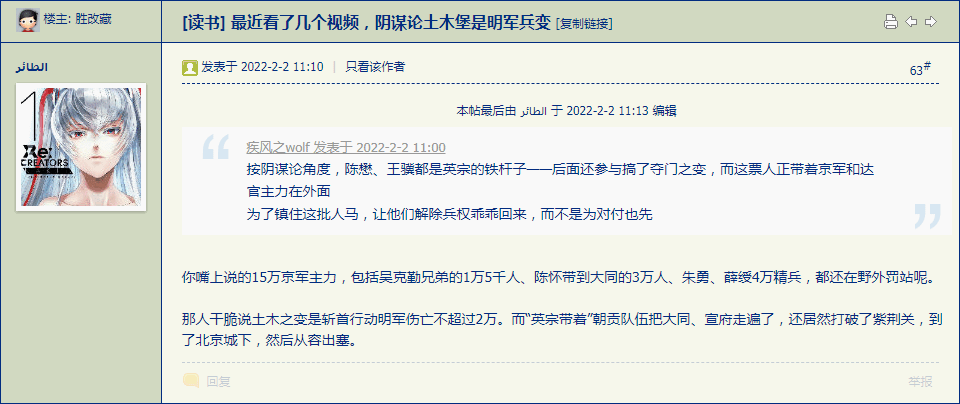 楼主: 胜改藏
[读书] 最近看了几个视频，阴谋论土木堡是明军兵变 [复制链接]
الطائر
1
Re:
CREATORS
发表于 2022-2-2 11:10 | 只看该作者
63#
本帖最后由 الطائر 于 2022-2-2 11:13 编辑
疾风之wolf 发表于 2022-2-2 11:00
按阴谋论角度，陈懋、王骥都是英宗的铁杆子——后面还参与搞了夺门之变，而这票人正带着京军和达
官主力在外面
为了镇住这批人马，让他们解除兵权乖乖回来，而不是为对付也先
你嘴上说的15万京军主力，包括吴克勤兄弟的1万5千人、陈怀带到大同的3万人、朱勇、薛绶4万精兵，都还在野外罚站呢。
那人干脆说土木之变是斩首行动明军伤亡不超过2万。而“英宗带着”朝贡队伍把大同、宣府走遍了，还居然打破了紫荆关，到
了北京城下，然后从容出塞。
回复
举报